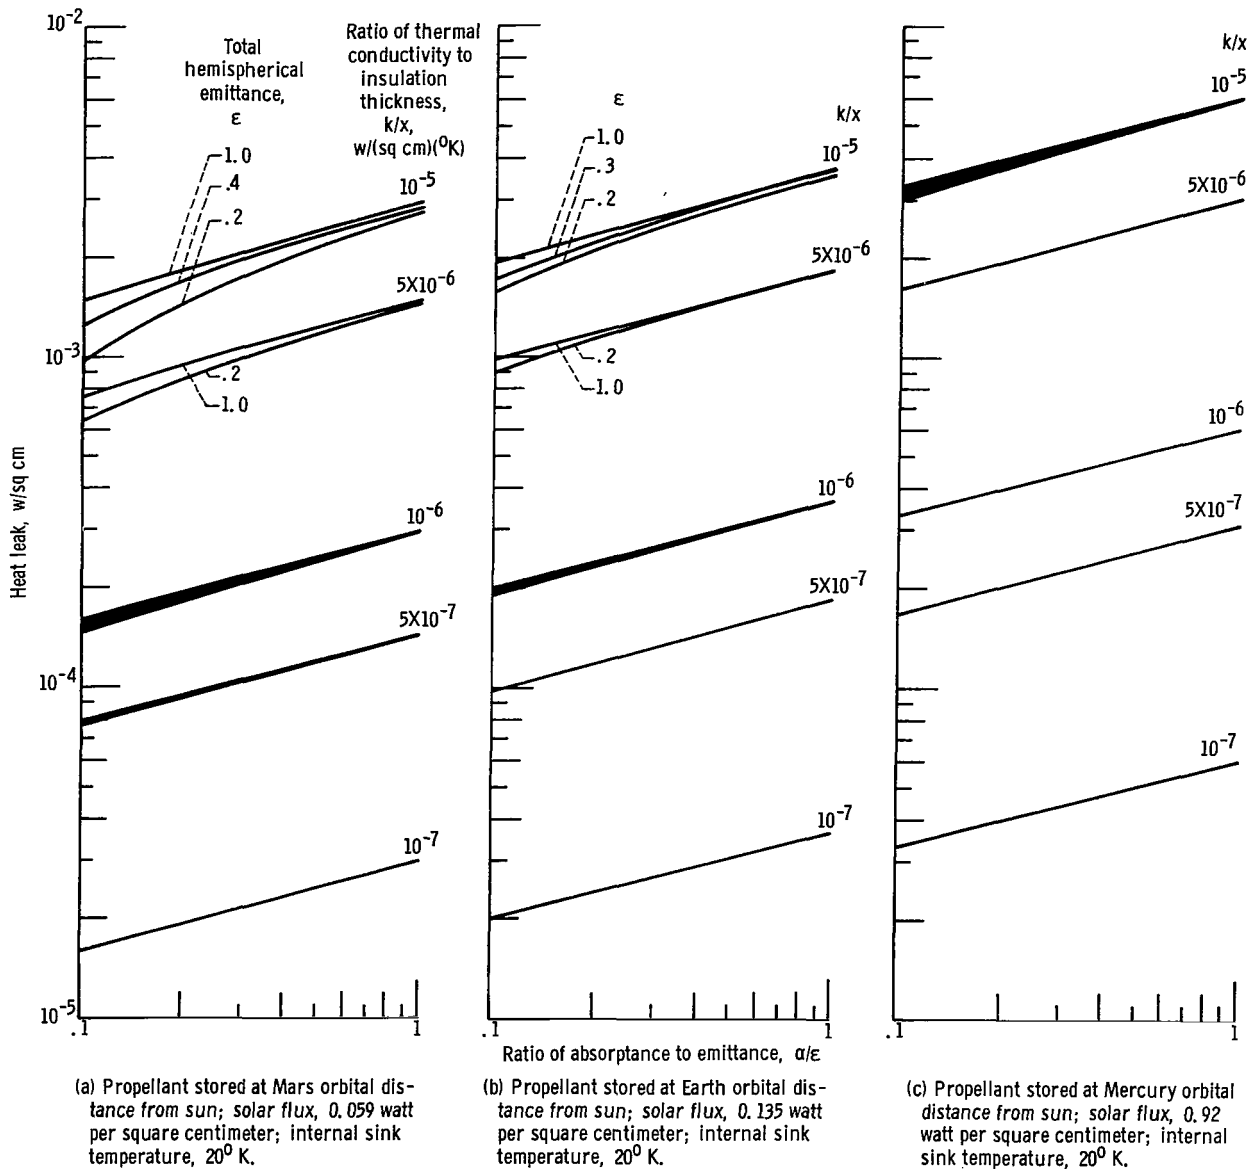 10⁻²
Total
hemispherical
emittance,
ε
Ratio of thermal
conductivity to
insulation
thickness,
k/x,
w/(sq cm)(⁰K)
1.0
.4
.2
10⁻⁵
5X10⁻⁶
10⁻³
.2
1.0
Heat leak, w/sq cm
10⁻⁶
5X10⁻⁷
10⁻⁴
10⁻⁷
10⁻⁵
.1
1
ε
k/x
1.0
.3
.2
10⁻⁵
5X10⁻⁶
.2
1.0
10⁻⁶
5X10⁻⁷
10⁻⁷
.1
1
k/x
10⁻⁵
5X10⁻⁶
10⁻⁶
5X10⁻⁷
10⁻⁷
.1
1
Ratio of absorptance to emittance, α/ε
(a) Propellant stored at Mars orbital dis-
tance from sun; solar flux, 0.059 watt
per square centimeter; internal sink
temperature, 20⁰ K.
(b) Propellant stored at Earth orbital dis-
tance from sun; solar flux, 0.135 watt
per square centimeter; internal sink
temperature, 20⁰ K.
(c) Propellant stored at Mercury orbital
distance from sun; solar flux, 0.92
watt per square centimeter; internal
sink temperature, 20⁰ K.